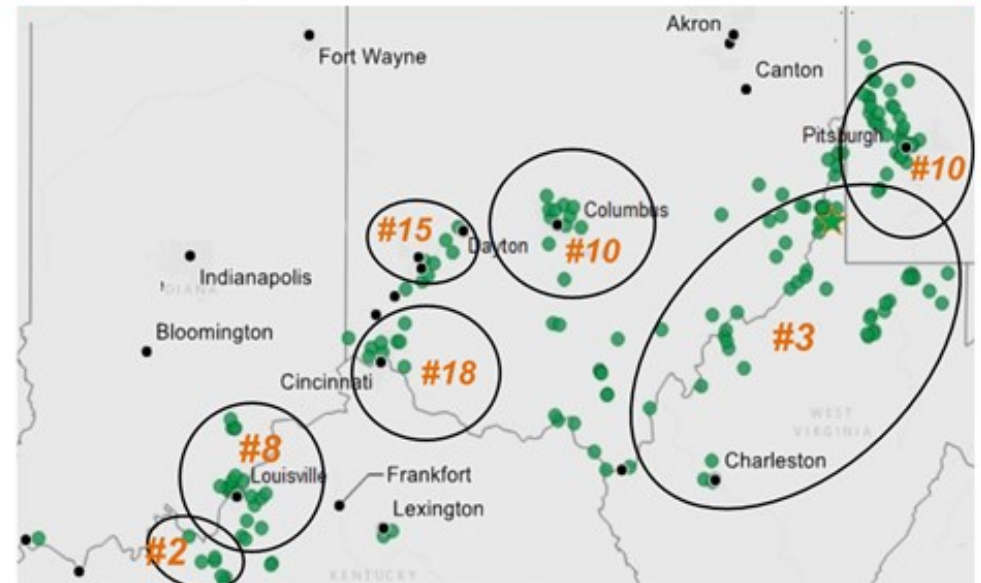 Akron
Fort Wayne
Canton
Pitsburgh
#10
Columbus
#15
Dayton
#10
Indianapolis
Bloomington
#3
Cincinnati
#18
WEST
VIRGINIA
#8
Charleston
Louisville
Frankfort
Lexington
#2
KENTUCKY